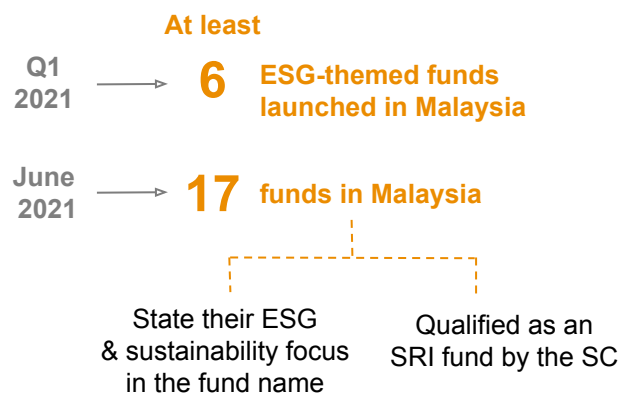 At least
Q1
2021
6
ESG-themed funds
launched in Malaysia
June
2021
17
funds in Malaysia
State their ESG
& sustainability focus
in the fund name
Qualified as an
SRI fund by the SC